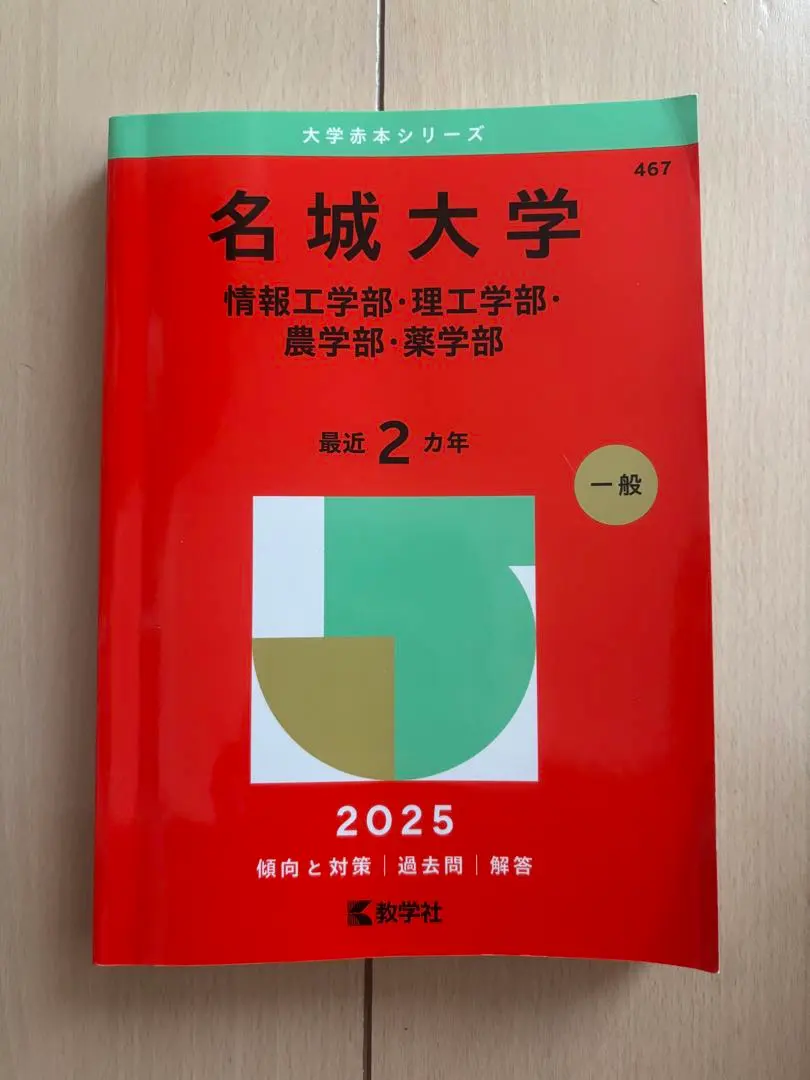 大学赤本シリーズ
467
名城大学
情報工学部・理工学部・
農学部・薬学部
最近 2 カ年
一般
2025
傾向と対策｜過去問｜解答
教学社